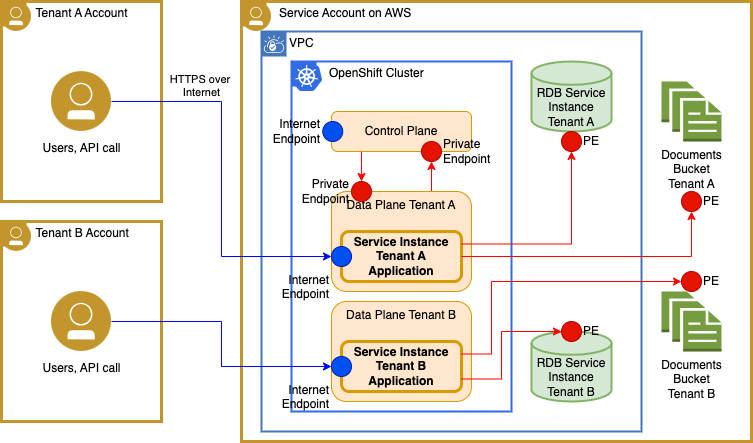 Tenant A Account
Users, API call
HTTPS over
Internet
Tenant B Account
Users, API call
Service Account on AWS
VPC
OpenShift Cluster
Internet
Endpoint
Control Plane
Private
Endpoint
Private
Endpoint
Data Plane Tenant A
Service Instance
Tenant A
Application
Internet
Endpoint
Data Plane Tenant B
Service Instance
Tenant B
Application
Internet
Endpoint
RDB Service
Instance
Tenant A
PE
Documents
Bucket
Tenant A
PE
PE
Documents
Bucket
Tenant B
PE
RDB Service
Instance
Tenant B